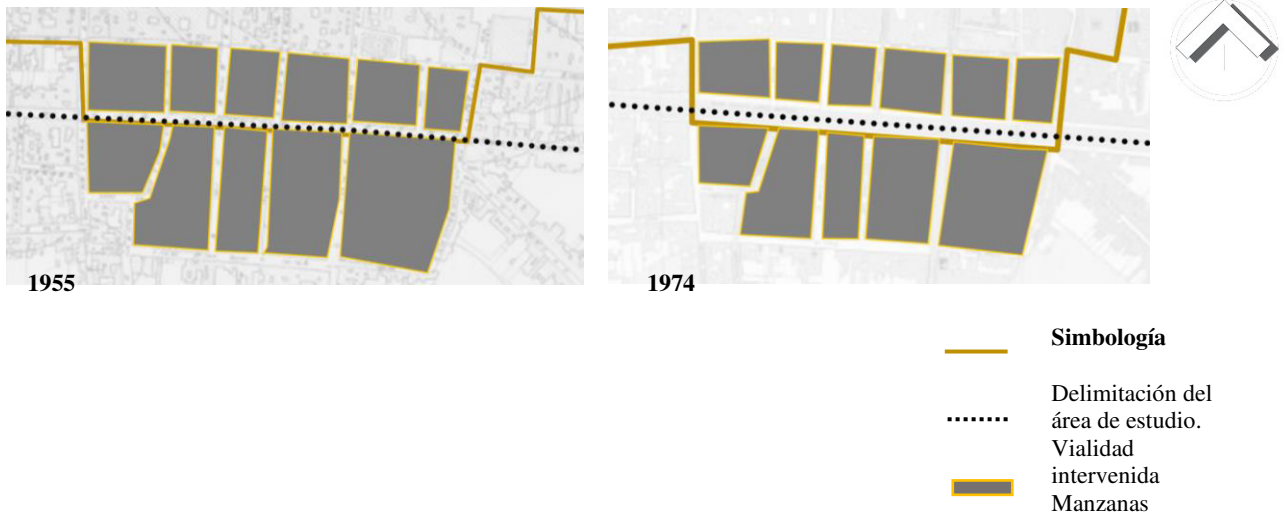 1955
1974
Simbología
Delimitación del
área de estudio.
Vialidad
intervenida
Manzanas